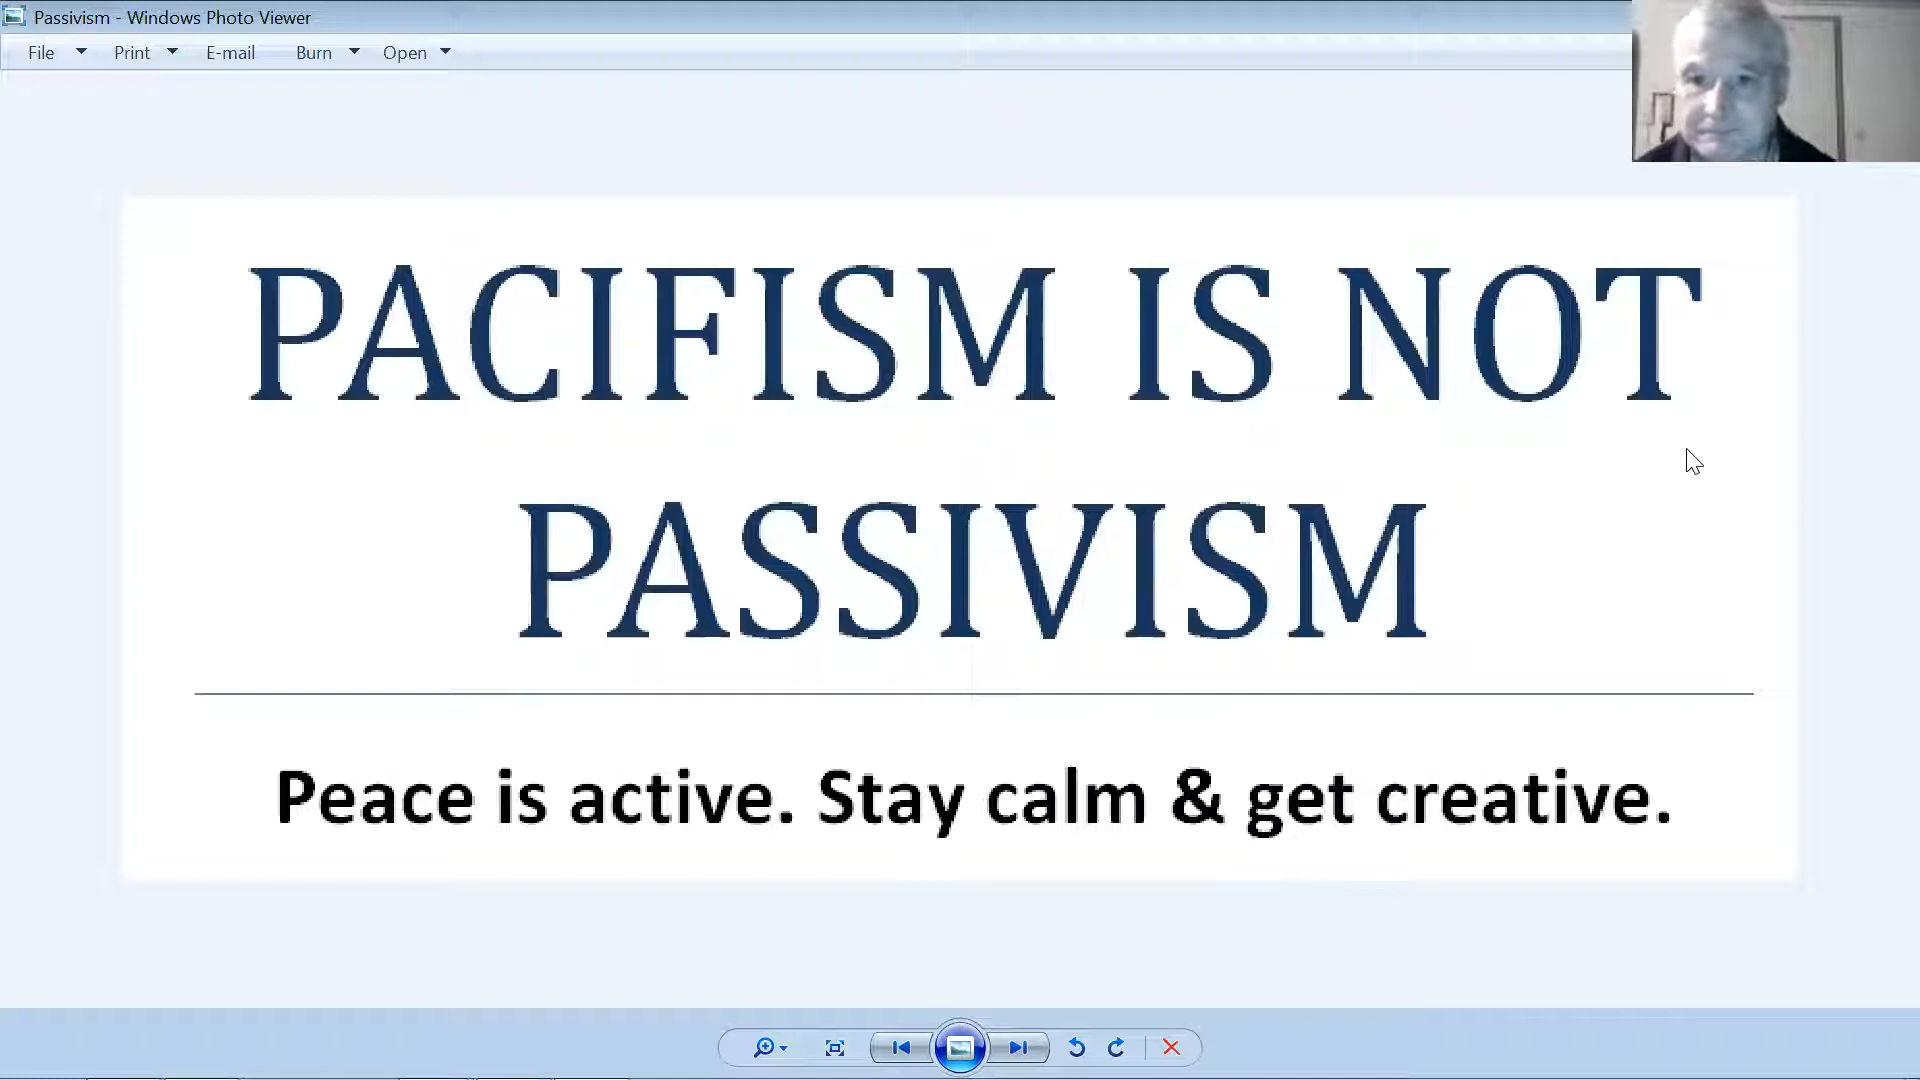 Passivism - Windows Photo Viewer
File Print E-mail Burn Open
PACIFISM IS NOT
PASSIVISM
Peace is active. Stay calm & get creative.